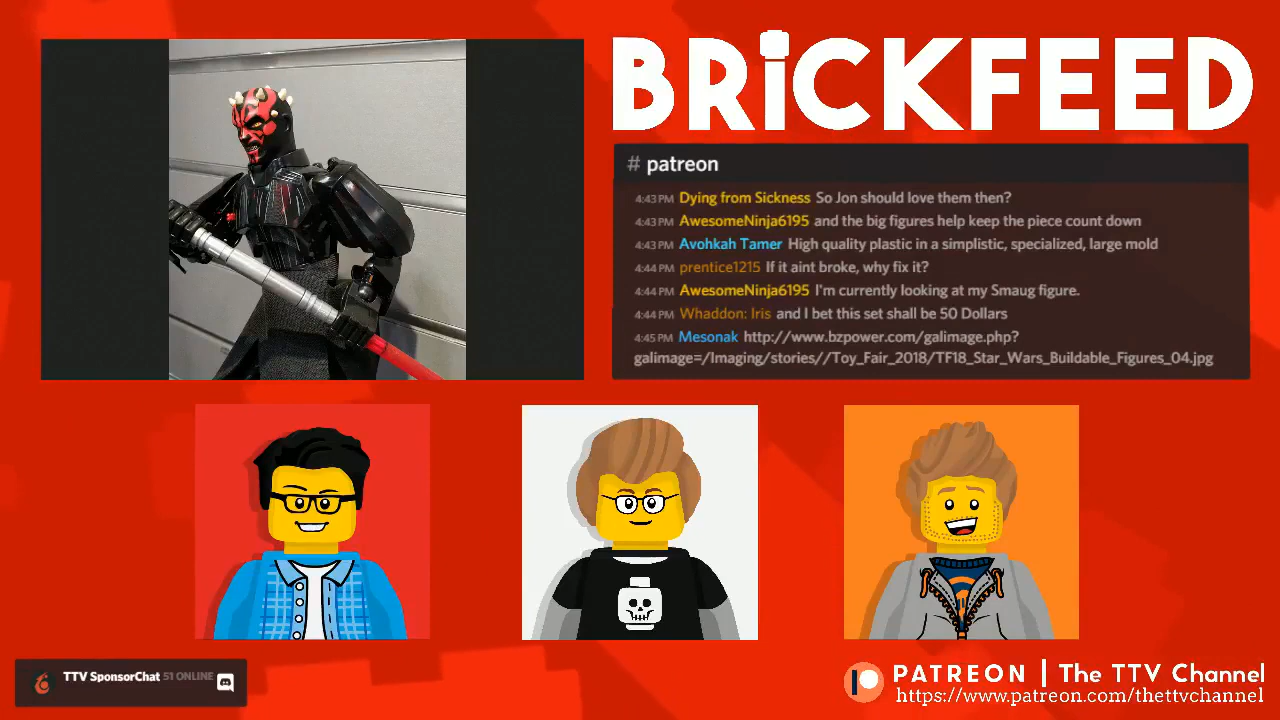 BRiCKFEED
# patreon
4:43 PM Dying from Sickness So Jon should love them then?
4:43 PM AwesomeNinja6195 and the big figures help keep the piece count down
4:43 PM Avohkah Tamer High quality plastic in a simplistic, specialized, large mold
4:44 PM prentice1215 If it aint broke, why fix it?
4:44 PM AwesomeNinja6195 I'm currently looking at my Smaug figure.
4:44 PM Whaddon: Iris and I bet this set shall be 50 Dollars
4:45 PM Mesonak http://www.bzpower.com/galimage.php?
galimage=/Imaging/stories//Toy_Fair_2018/TF18_Star_Wars_Buildable_Figures_04.jpg
TTV SponsorChat 51 ONLINE
PATREON | The TTV Channel
https://www.patreon.com/thettvchannel